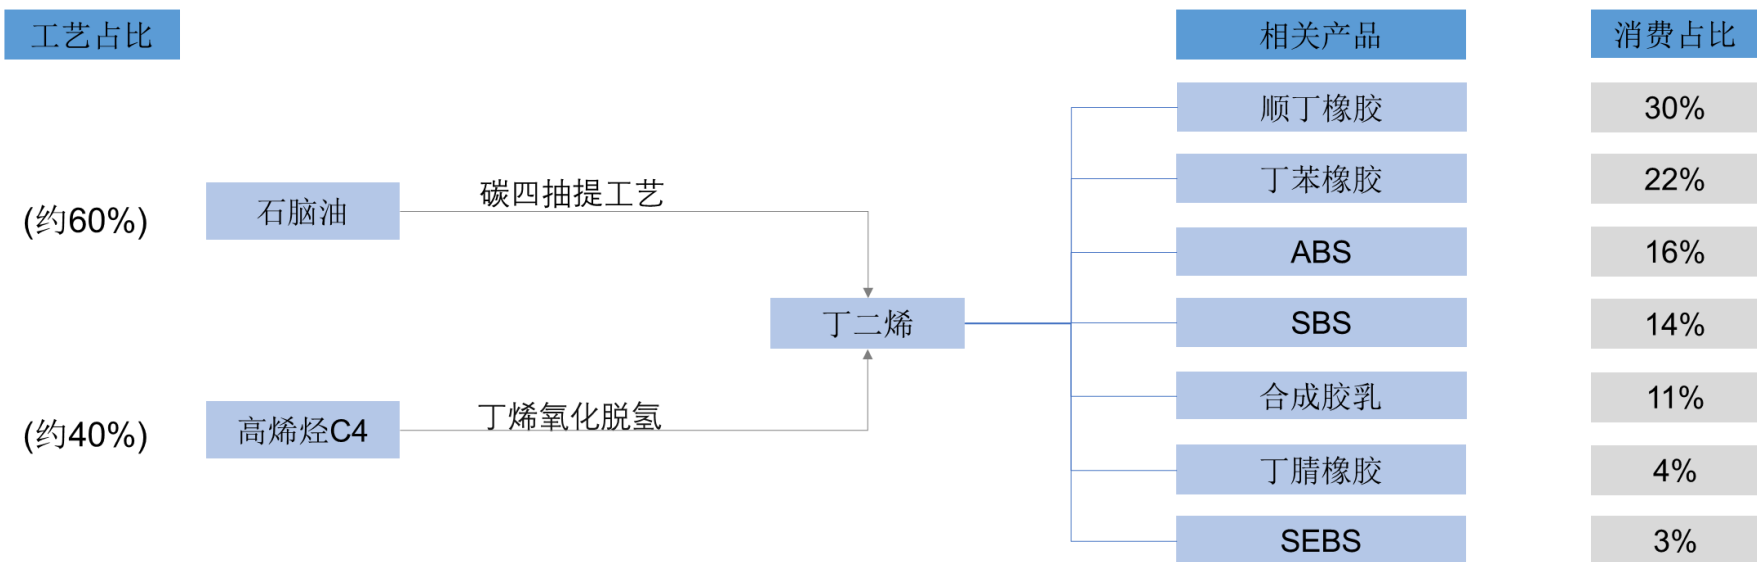 工艺占比
相关产品
消费占比
顺丁橡胶
30%
丁苯橡胶
22%
碳四抽提工艺
(约60%)
石脑油
ABS
16%
丁二烯
SBS
14%
合成胶乳
11%
丁烯氧化脱氢
(约40%)
高烯烃C4
丁腈橡胶
4%
SEBS
3%